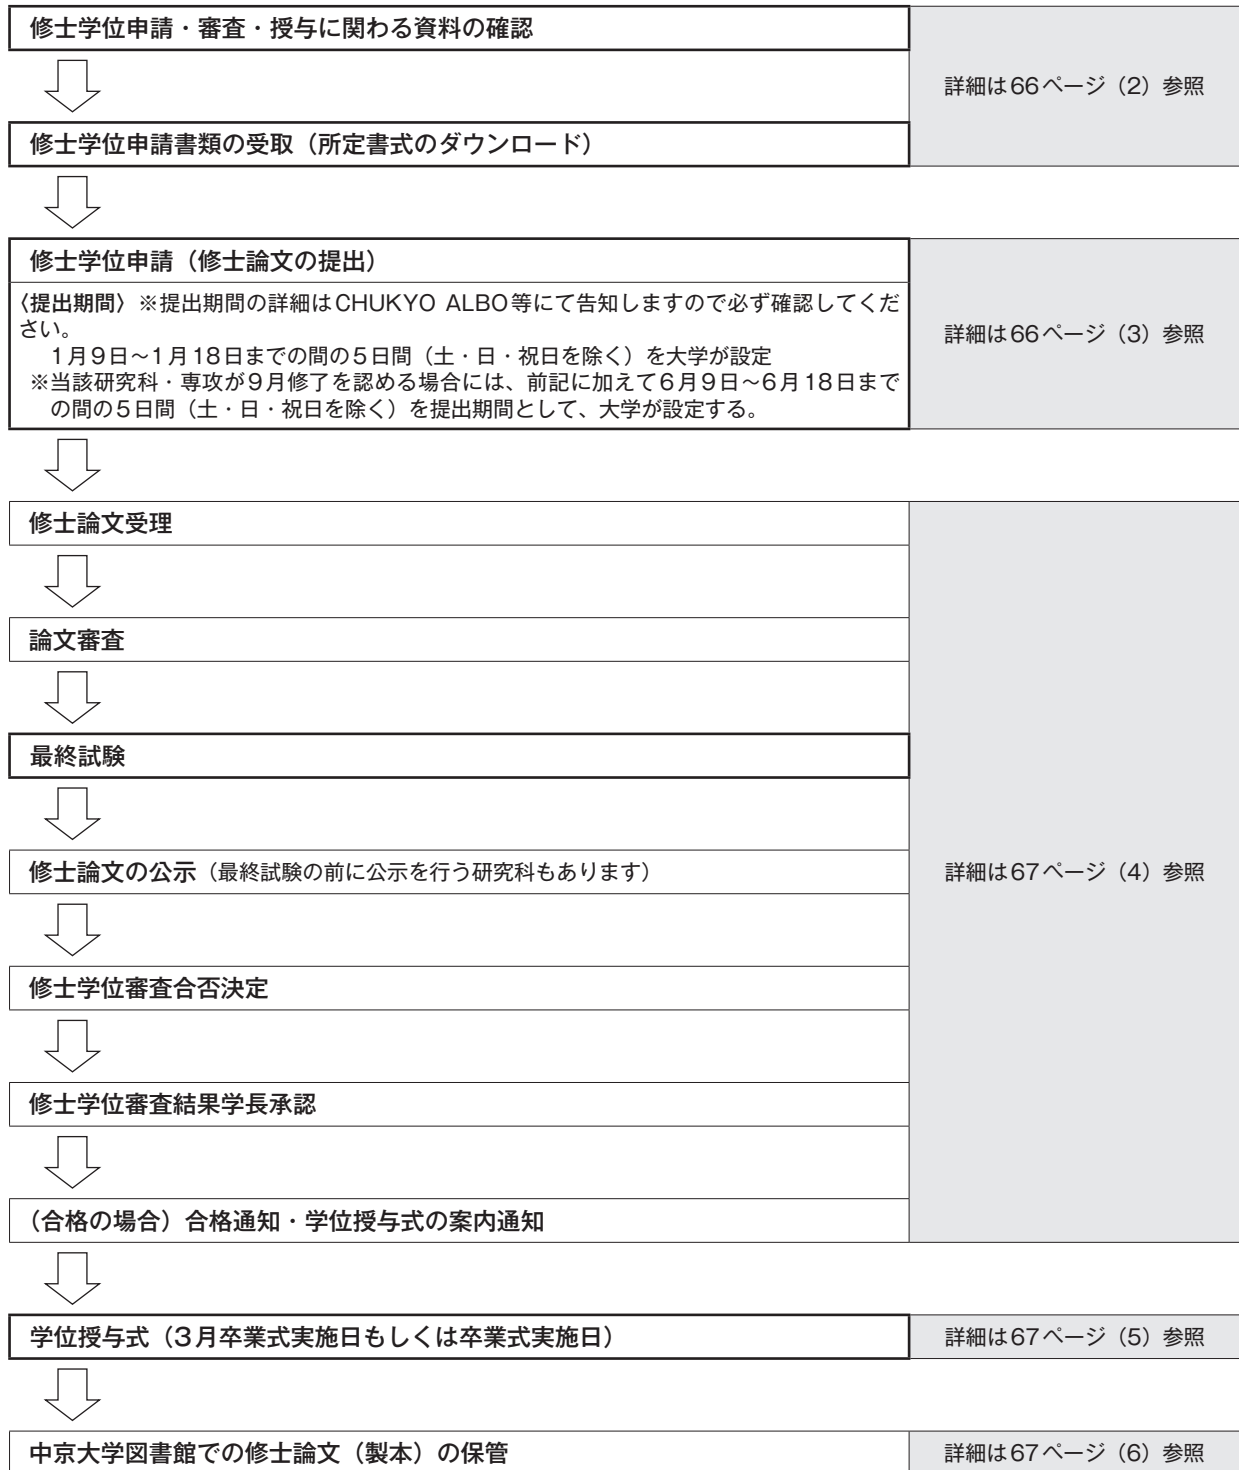 修士学位申請・審査・授与に関わる資料の確認
詳細は66ページ（2）参照
修士学位申請書類の受取（所定書式のダウンロード）
修士学位申請（修士論文の提出）
〈提出期間〉※提出期間の詳細はCHUKYO ALBO等にて告知しますので必ず確認してくだ
さい。
1月9日～1月18日までの間の5日間（土・日・祝日を除く）を大学が設定
※当該研究科・専攻が9月修了を認める場合には、前記に加えて6月9日～6月18日まで
の間の5日間（土・日・祝日を除く）を提出期間として、大学が設定する。
詳細は66ページ（3）参照
修士論文受理
論文審査
最終試験
修士論文の公示（最終試験の前に公示を行う研究科もあります）
詳細は67ページ（4）参照
修士学位審査合否決定
修士学位審査結果学長承認
（合格の場合）合格通知・学位授与式の案内通知
学位授与式（3月卒業式実施日もしくは卒業式実施日）
詳細は67ページ（5）参照
中京大学図書館での修士論文（製本）の保管
詳細は67ページ（6）参照